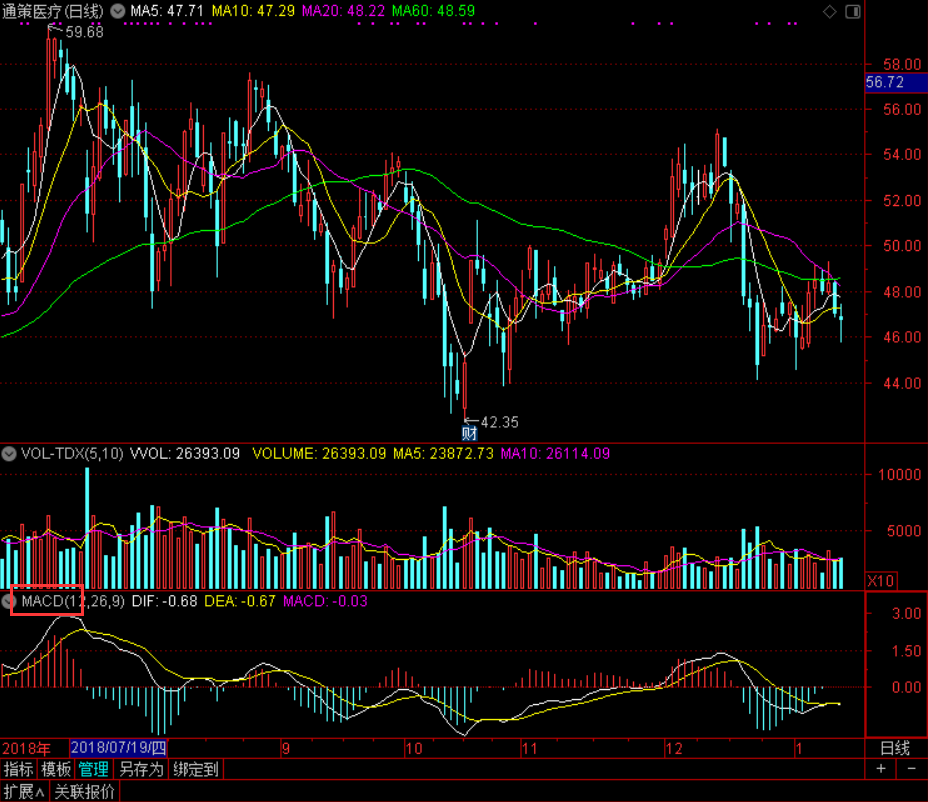 通策医疗(日线) MA5: 47.71 MA10: 47.29 MA20: 48.22 MA60: 48.59
59.68
58.00
56.72
56.00
54.00
52.00
50.00
48.00
46.00
44.00
42.35
财
VOL-TDX(5,10) VVOL: 26393.09 VOLUME: 26393.09 MA5: 23872.73 MA10: 26114.09
10000
5000
X10
MACD(12,26,9) DIF: -0.68 DEA: -0.67 MACD: -0.03
3.00
1.50
0.00
2018年 2018/07/19/四 9 10 11 12 1 日线
指标 模板 管理 另存为 绑定到 + -
扩展∧ 关联报价